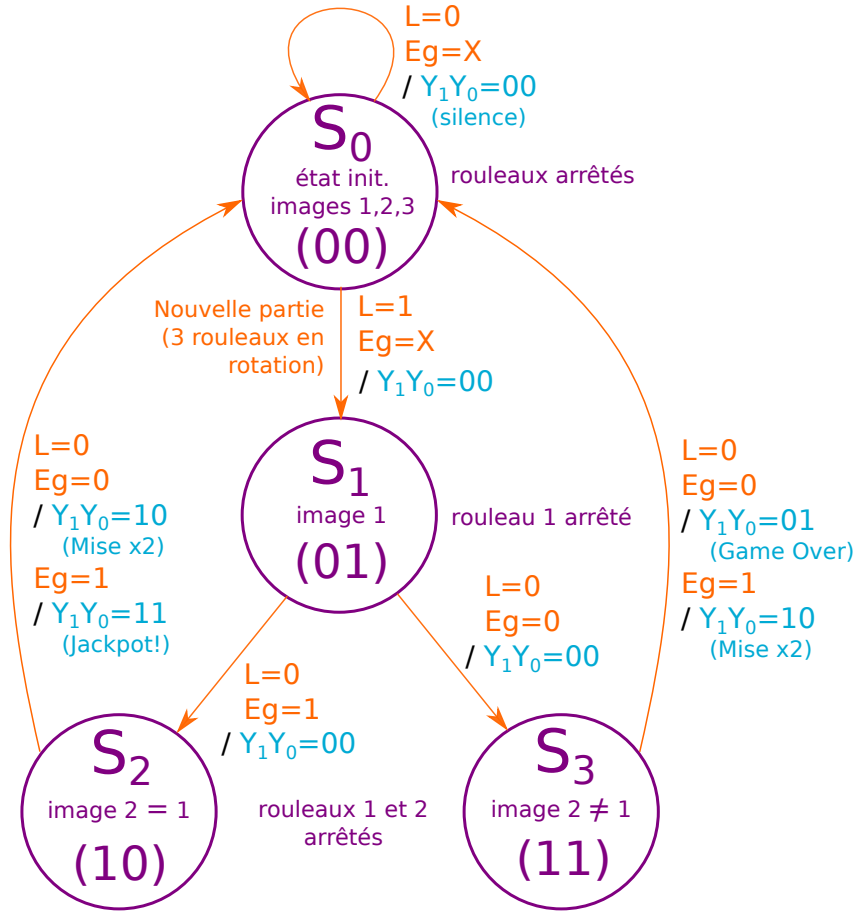 L=0
Eg=X
/ Y₁Y₀=00
(silence)
S₀
état init.
images 1,2,3
(00)
rouleaux arrêtés
Nouvelle partie
(3 rouleaux en
rotation)
L=1
Eg=X
/ Y₁Y₀=00
S₁
image 1
(01)
rouleau 1 arrêté
L=0
Eg=0
/ Y₁Y₀=10
(Mise x2)
Eg=1
/ Y₁Y₀=11
(Jackpot!)
L=0
Eg=0
/ Y₁Y₀=01
(Game Over)
Eg=1
/ Y₁Y₀=10
(Mise x2)
L=0
Eg=0
/ Y₁Y₀=00
L=0
Eg=1
/ Y₁Y₀=00
S₂
image 2 = 1
(10)
rouleaux 1 et 2
arrêtés
S₃
image 2 ≠ 1
(11)